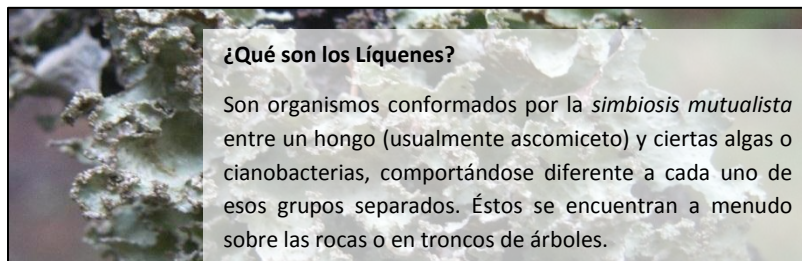 ¿Qué son los Líquenes?
Son organismos conformados por la simbiosis mutualista
entre un hongo (usualmente ascomiceto) y ciertas algas o
cianobacterias, comportándose diferente a cada uno de
esos grupos separados. Éstos se encuentran a menudo
sobre las rocas o en troncos de árboles.